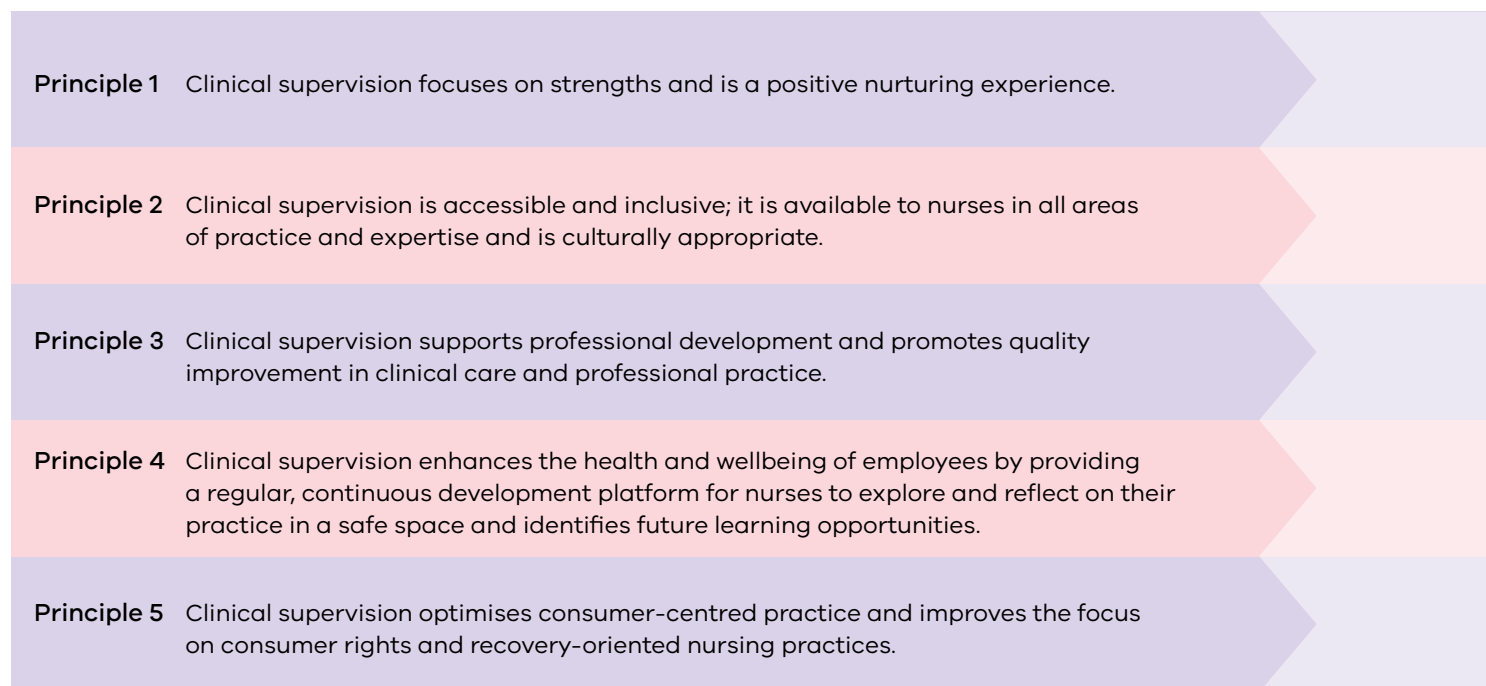 Principle 1 Clinical supervision focuses on strengths and is a positive nurturing experience.
Principle 2 Clinical supervision is accessible and inclusive; it is available to nurses in all areas
of practice and expertise and is culturally appropriate.
Principle 3 Clinical supervision supports professional development and promotes quality
improvement in clinical care and professional practice.
Principle 4 Clinical supervision enhances the health and wellbeing of employees by providing
a regular, continuous development platform for nurses to explore and reflect on their
practice in a safe space and identifies future learning opportunities.
Principle 5 Clinical supervision optimises consumer-centred practice and improves the focus
on consumer rights and recovery-oriented nursing practices.